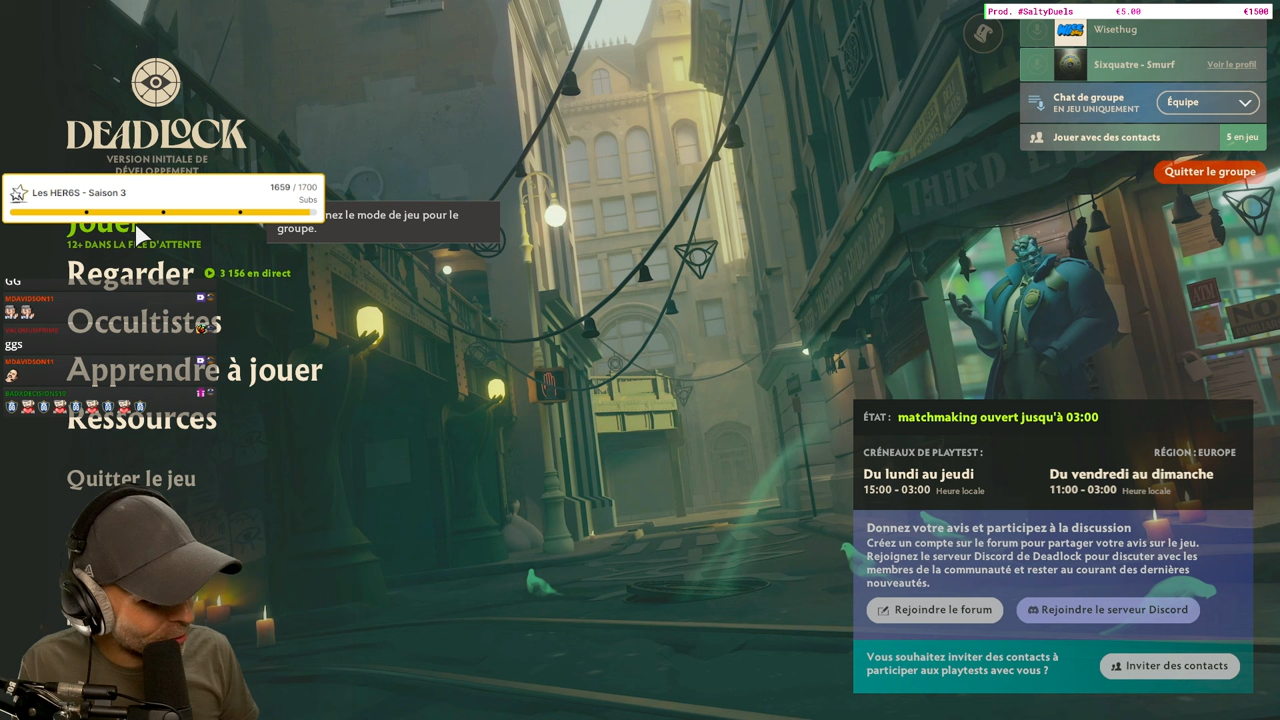 Prod. #SaltyDuels €5.00 €1500
Wisethug
Sixquatre - Smurf Voir le profil
Chat de groupe
EN JEU UNIQUEMENT
Équipe
Jouer avec des contacts 5 en jeu
Quitter le groupe
DEADLOCK
VERSION INITIALE DE
DÉVELOPPEMENT
Les HER6S - Saison 3 1659 / 1700
Subs
Jouer
nez le mode de jeu pour le
groupe.
12+ DANS LA FILE D'ATTENTE
Regarder 3 156 en direct
GG
MDAVIDSON11
Occultistes
ggs
MDAVIDSON11
Apprendre à jouer
Ressources
Quitter le jeu
THIRD
ATM
NO
ÉTAT : matchmaking ouvert jusqu'à 03:00
CRÉNEAUX DE PLAYTEST : RÉGION : EUROPE
Du lundi au jeudi Du vendredi au dimanche
15:00 - 03:00 Heure locale 11:00 - 03:00 Heure locale
Donnez votre avis et participez à la discussion
Créez un compte sur le forum pour partager votre avis sur le jeu.
Rejoignez le serveur Discord de Deadlock pour discuter avec les
membres de la communauté et rester au courant des dernières
nouveautés.
Rejoindre le forum Rejoindre le serveur Discord
Vous souhaitez inviter des contacts à
participer aux playtests avec vous ?
Inviter des contacts